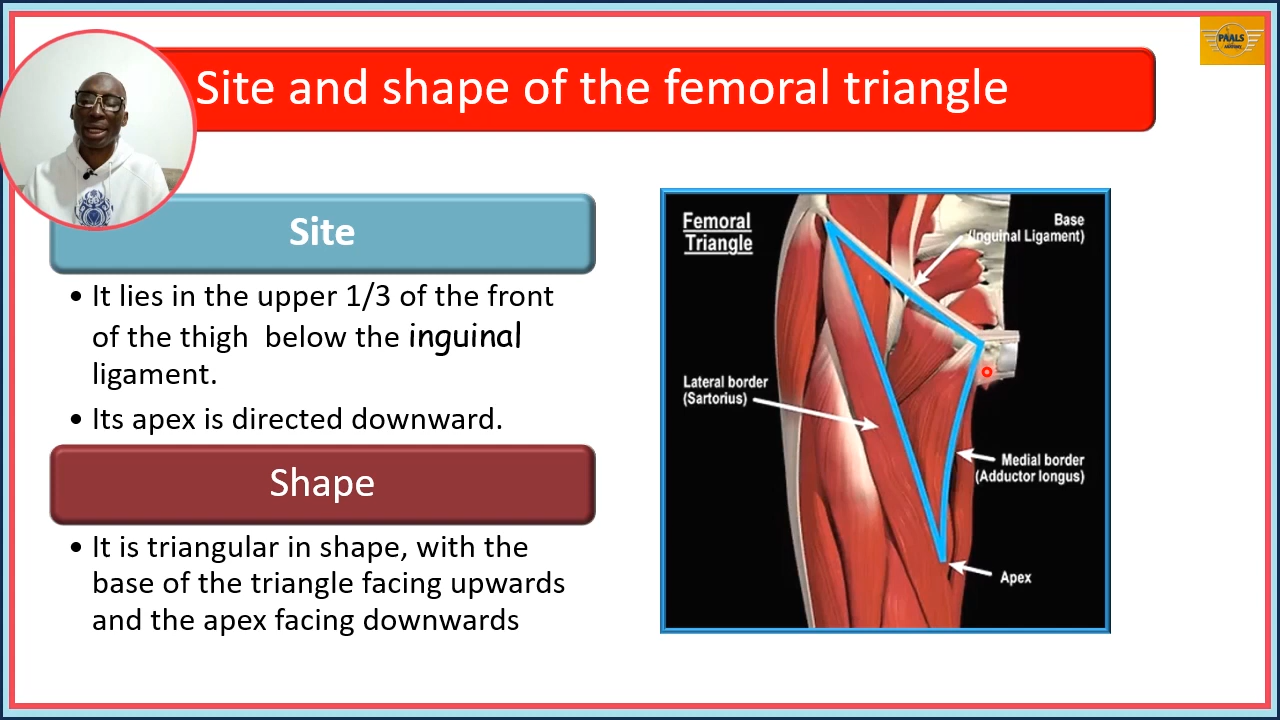 PAALS
Site and shape of the femoral triangle
Site
• It lies in the upper 1/3 of the front
of the thigh below the inguinal
ligament.
• Its apex is directed downward.
Shape
• It is triangular in shape, with the
base of the triangle facing upwards
and the apex facing downwards
Femoral
Triangle
Base
(Inguinal Ligament)
Lateral border
(Sartorius)
Medial border
(Adductor longus)
Apex